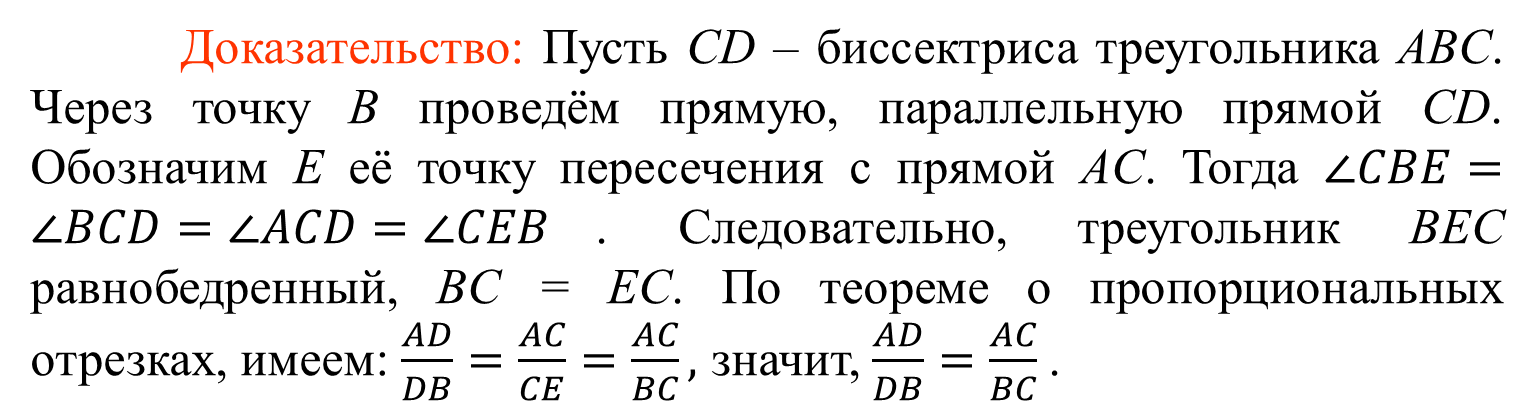 Доказательство: Пусть CD – биссектриса треугольника ABC.
Через точку B проведём прямую, параллельную прямой CD.
Обозначим E её точку пересечения с прямой AC. Тогда ∠CBE =
∠BCD = ∠ACD = ∠CEB . Следовательно, треугольник BEC
равнобедренный, BC = EC. По теореме о пропорциональных
отрезках, имеем: AD/DB = AC/CE = AC/BC, значит, AD/DB = AC/BC .